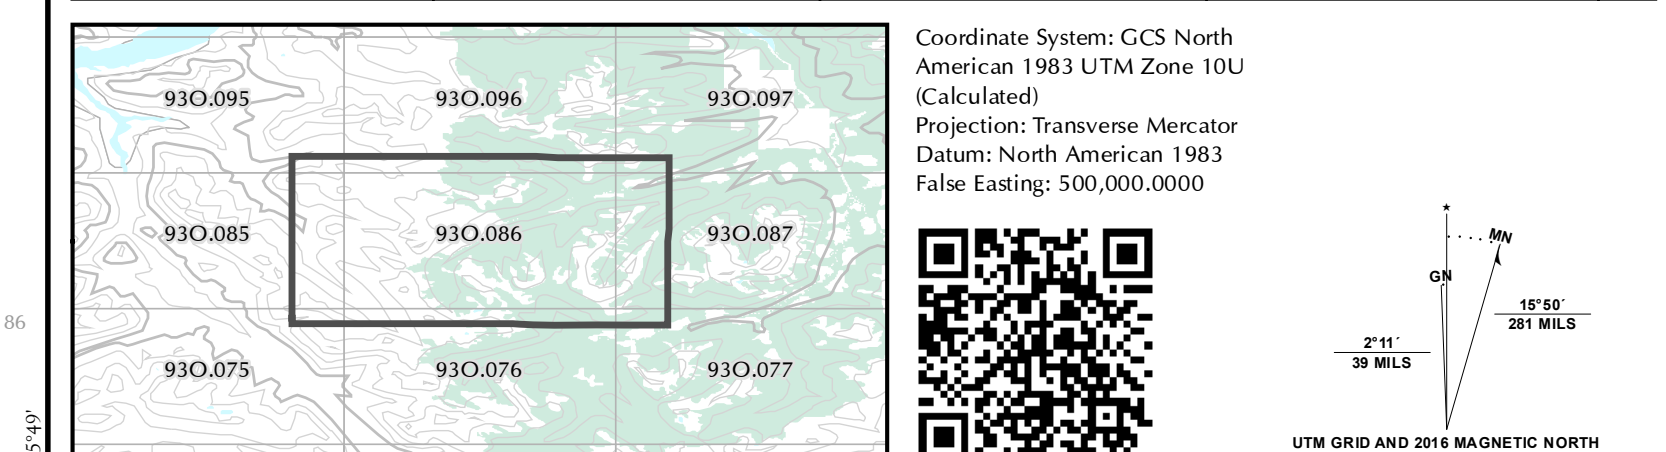 93O.095 93O.096 93O.097
93O.085 93O.086 93O.087
93O.075 93O.076 93O.077
86
5°49'
Coordinate System: GCS North
American 1983 UTM Zone 10U
(Calculated)
Projection: Transverse Mercator
Datum: North American 1983
False Easting: 500,000.0000
MN
GN
15°50´
281 MILS
2°11´
39 MILS
UTM GRID AND 2016 MAGNETIC NORTH